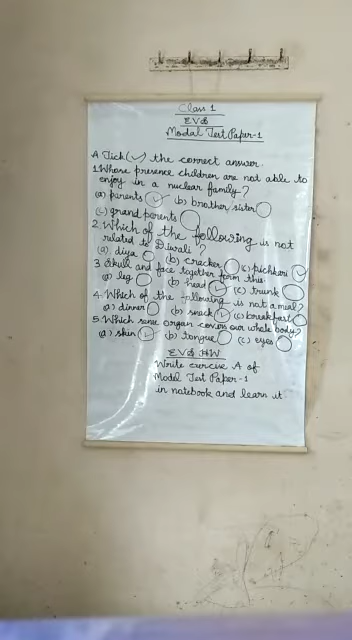 Class 1
EVS
Modal Test Paper-1
A. Tick (✓) the correct answer.
1. Whose presence children are not able to
enjoy in a nuclear family?
(a) parents ✓ (b) brother sister
(c) grand parents
2. Which of the following is not
related to Diwali?
(a) diya (b) cracker (c) pichkari ✓
3 Skull and face together form the:
(a) leg (b) head ✓ (c) trunk
4. Which of the following is not a meal?
(a) dinner (b) snack ✓ (c) breakfast
5. Which sense organ covers our whole body?
(a) skin ✓ (b) tongue (c) eyes
EVS HW
Write exercise A of
Model Test Paper-1
in notebook and learn it